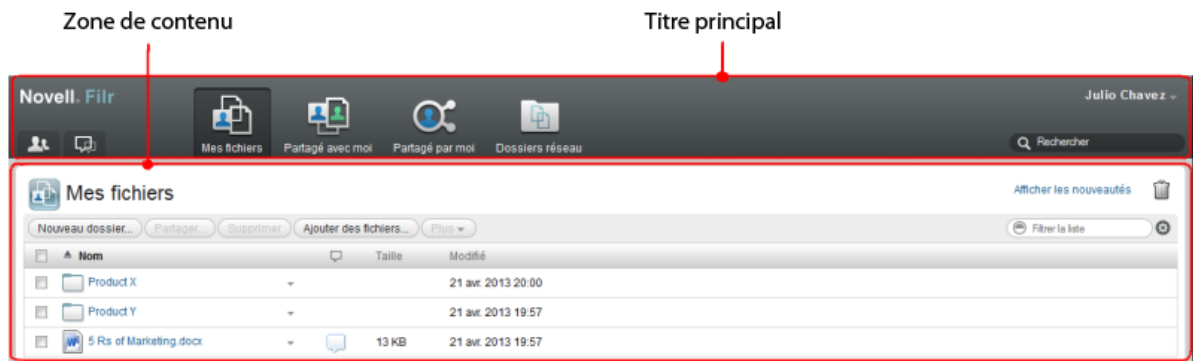 Zone de contenu
Titre principal
Novell. Filr
Julio Chavez
Mes fichiers
Partagé avec moi
Partagé par moi
Dossiers réseau
Rechercher
Mes fichiers
Afficher les nouveautés
Nouveau dossier... Partager... Supprimer Ajouter des fichiers... Plus
Filtrer la liste
Nom Taille Modifié
Product X 21 avr. 2013 20:00
Product Y 21 avr. 2013 19:57
5 Rs of Marketing.docx 13 KB 21 avr. 2013 19:57